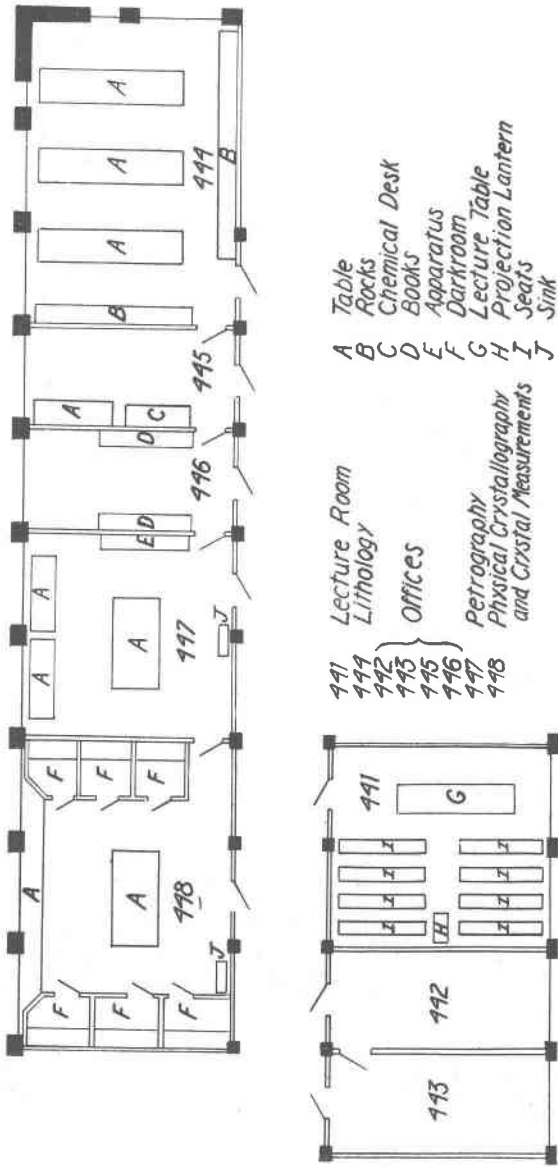 A
F F F F F F
A
448
J
A A
A
447
J
E D
446
D
A
C
445
B
A A A
444
B
443
442
H
I I I I
I I I I
441
G
441 Lecture Room
444 Lithology
442
443
445 Offices
446
447 Petrography
448 Physical Crystallography
and Crystal Measurements
A Table
B Rocks
C Chemical Desk
D Books
E Apparatus
F Darkroom
G Lecture Table
H Projection Lantern
I Seats
J Sink